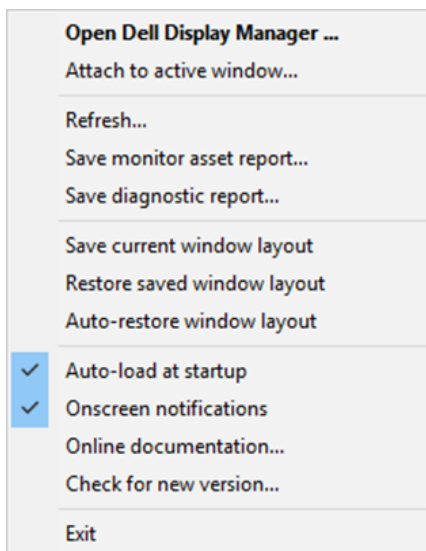 Open Dell Display Manager ...
Attach to active window...
Refresh...
Save monitor asset report...
Save diagnostic report...
Save current window layout
Restore saved window layout
Auto-restore window layout
Auto-load at startup
Onscreen notifications
Online documentation...
Check for new version...
Exit